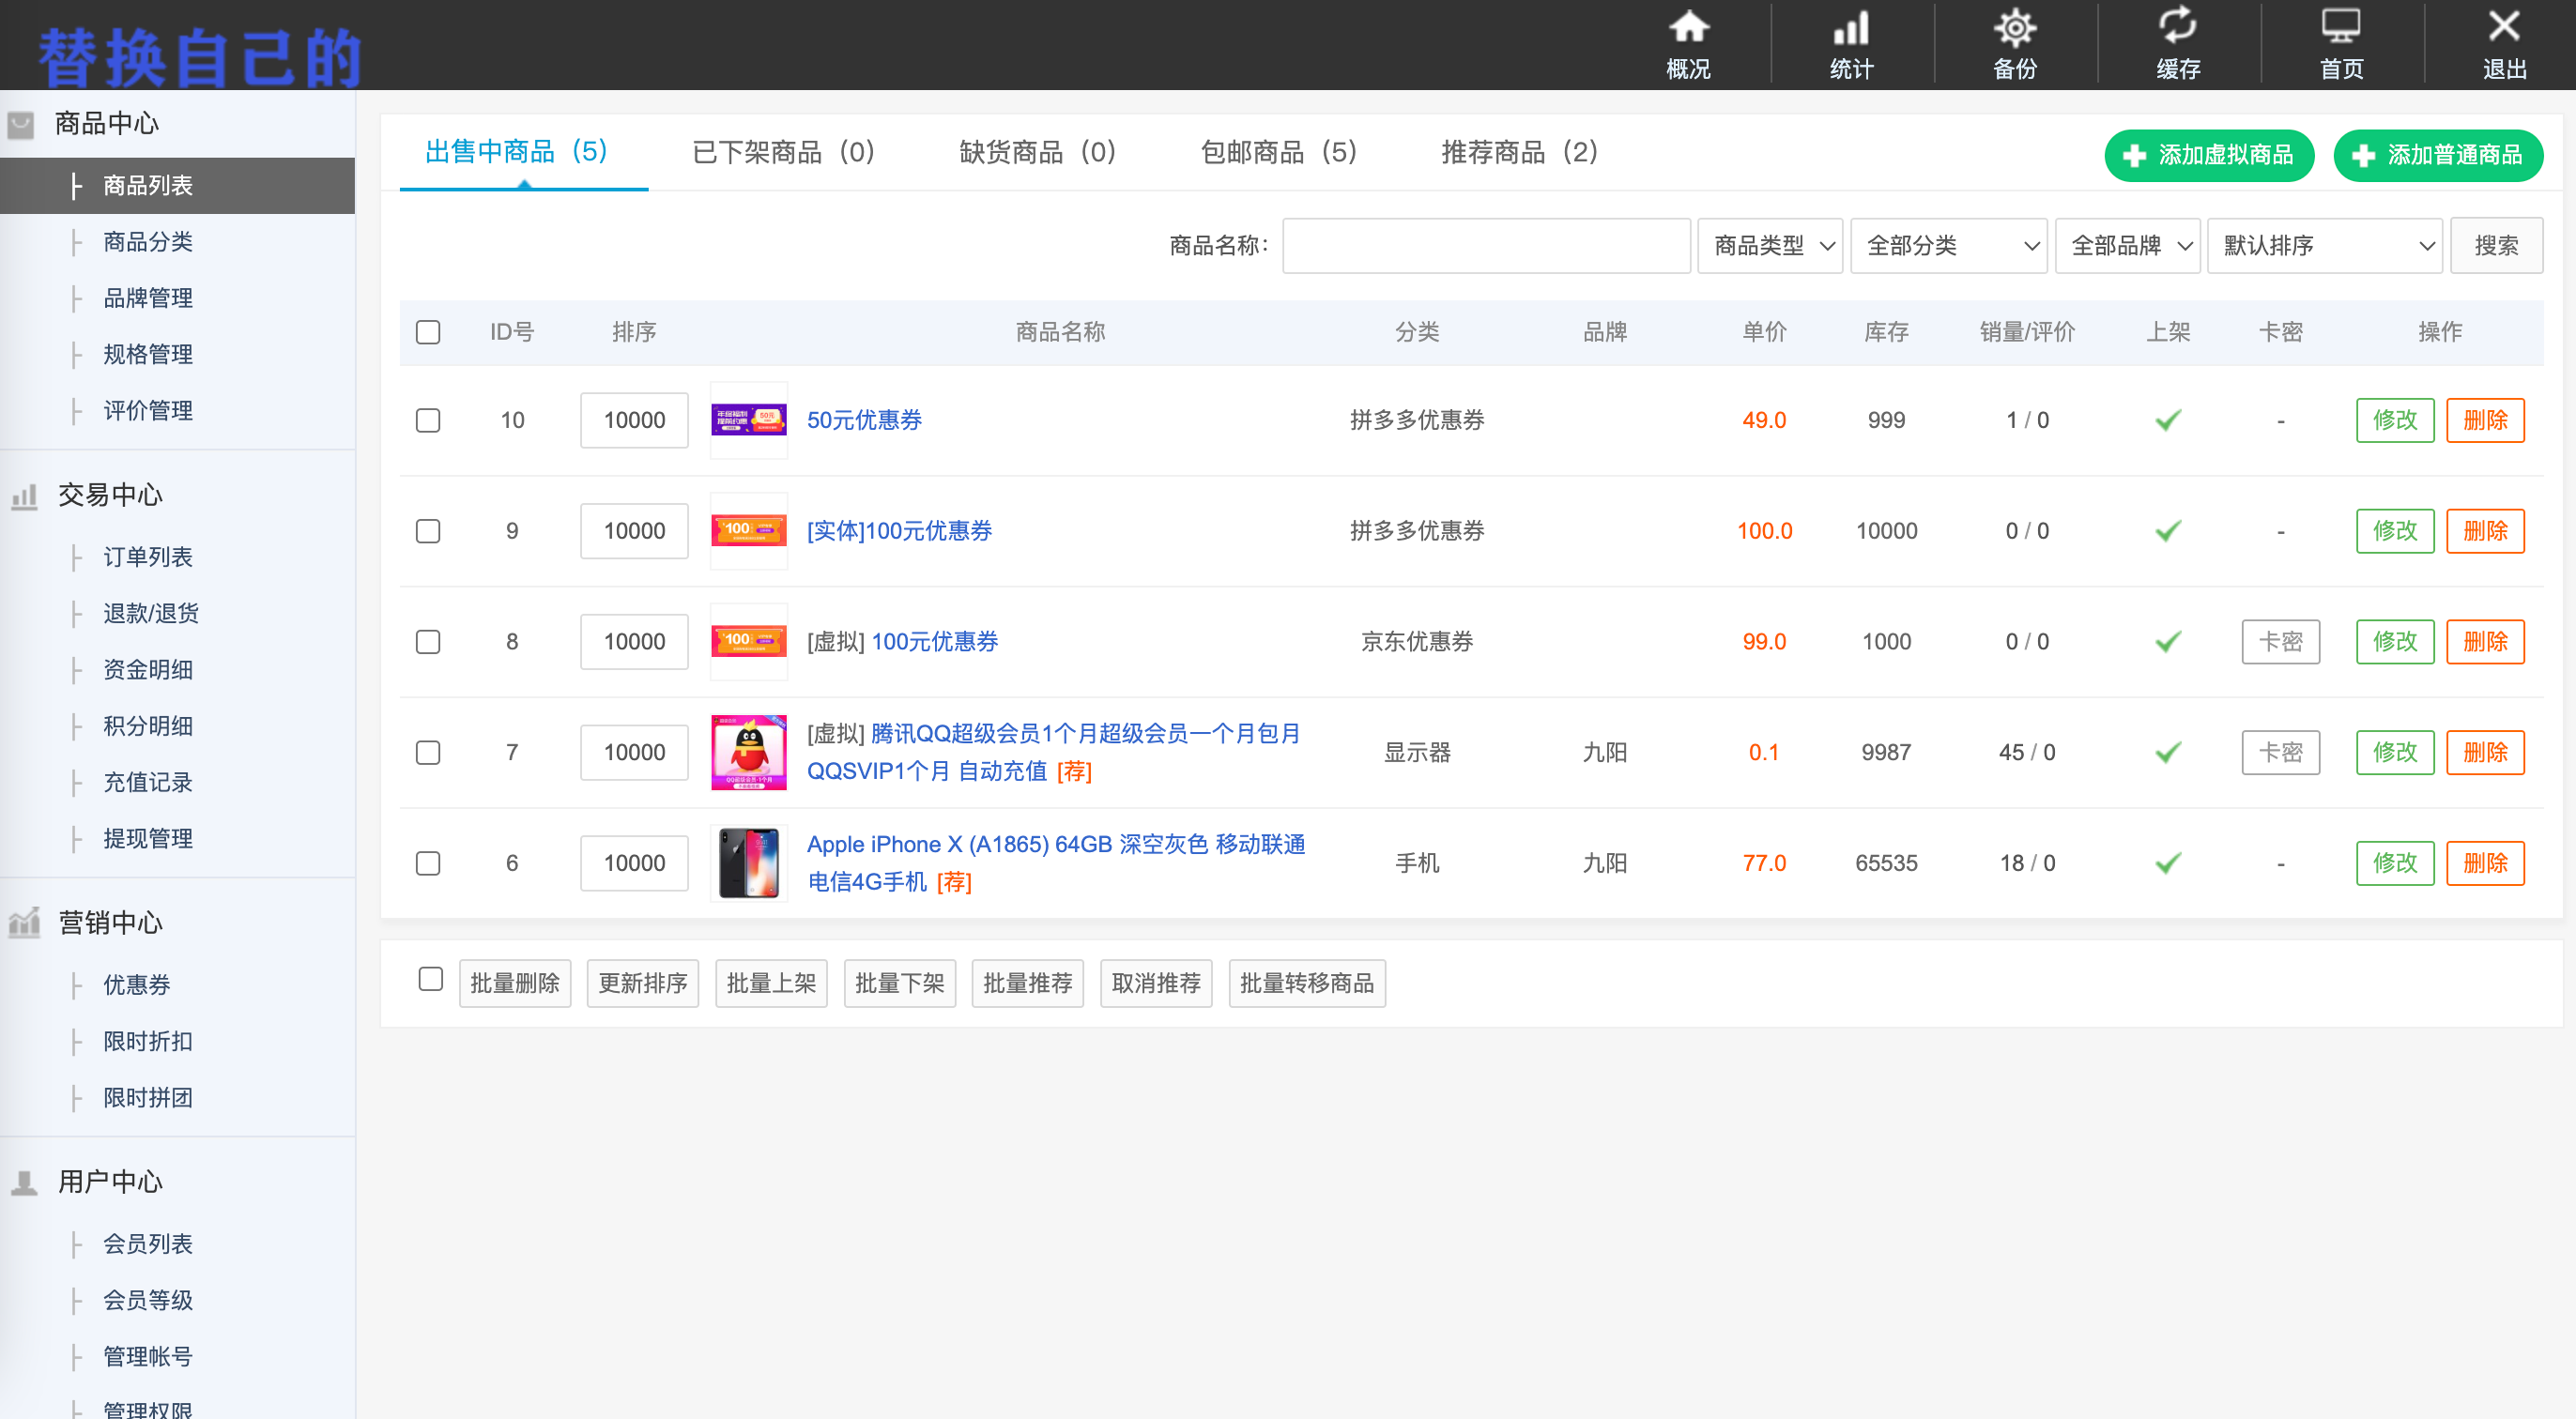 替换自己的
概况
统计
备份
缓存
首页
退出
商品中心
商品列表
商品分类
品牌管理
规格管理
评价管理
交易中心
订单列表
退款/退货
资金明细
积分明细
充值记录
提现管理
营销中心
优惠券
限时折扣
限时拼团
用户中心
会员列表
会员等级
管理帐号
管理权限
出售中商品（5） 已下架商品（0） 缺货商品（0） 包邮商品（5） 推荐商品（2）
添加虚拟商品 添加普通商品
商品名称： 商品类型 全部分类 全部品牌 默认排序 搜索
ID号 排序 商品名称 分类 品牌 单价 库存 销量/评价 上架 卡密 操作
10 10000 50元优惠券 拼多多优惠券 49.0 999 1 / 0 - 修改 删除
9 10000 [实体]100元优惠券 拼多多优惠券 100.0 10000 0 / 0 - 修改 删除
8 10000 [虚拟] 100元优惠券 京东优惠券 99.0 1000 0 / 0 卡密 修改 删除
7 10000 [虚拟] 腾讯QQ超级会员1个月超级会员一个月包月
QQSVIP1个月 自动充值 [荐] 显示器 九阳 0.1 9987 45 / 0 卡密 修改 删除
6 10000 Apple iPhone X (A1865) 64GB 深空灰色 移动联通
电信4G手机 [荐] 手机 九阳 77.0 65535 18 / 0 - 修改 删除
批量删除 更新排序 批量上架 批量下架 批量推荐 取消推荐 批量转移商品